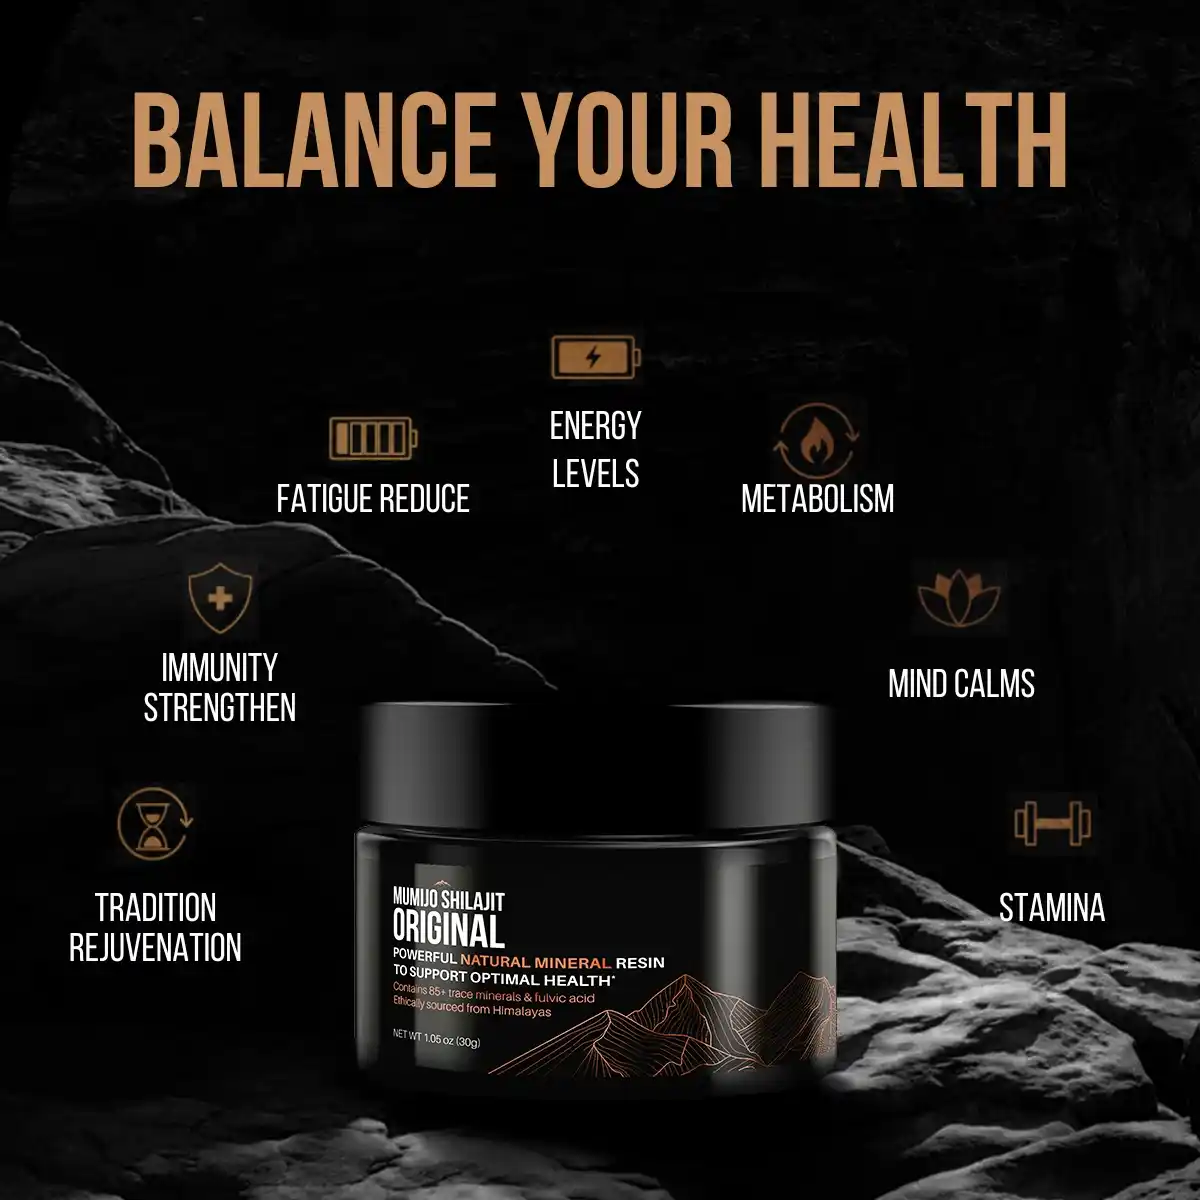 BALANCE YOUR HEALTH
ENERGY
LEVELS
FATIGUE REDUCE
METABOLISM
IMMUNITY
STRENGTHEN
MIND CALMS
TRADITION
REJUVENATION
STAMINA
MUMIJO SHILAJIT
ORIGINAL
POWERFUL NATURAL MINERAL RESIN
TO SUPPORT OPTIMAL HEALTH*
Contains 85+ trace minerals & fulvic acid
Ethically sourced from Himalayas
NET WT 1.05 oz (30g)